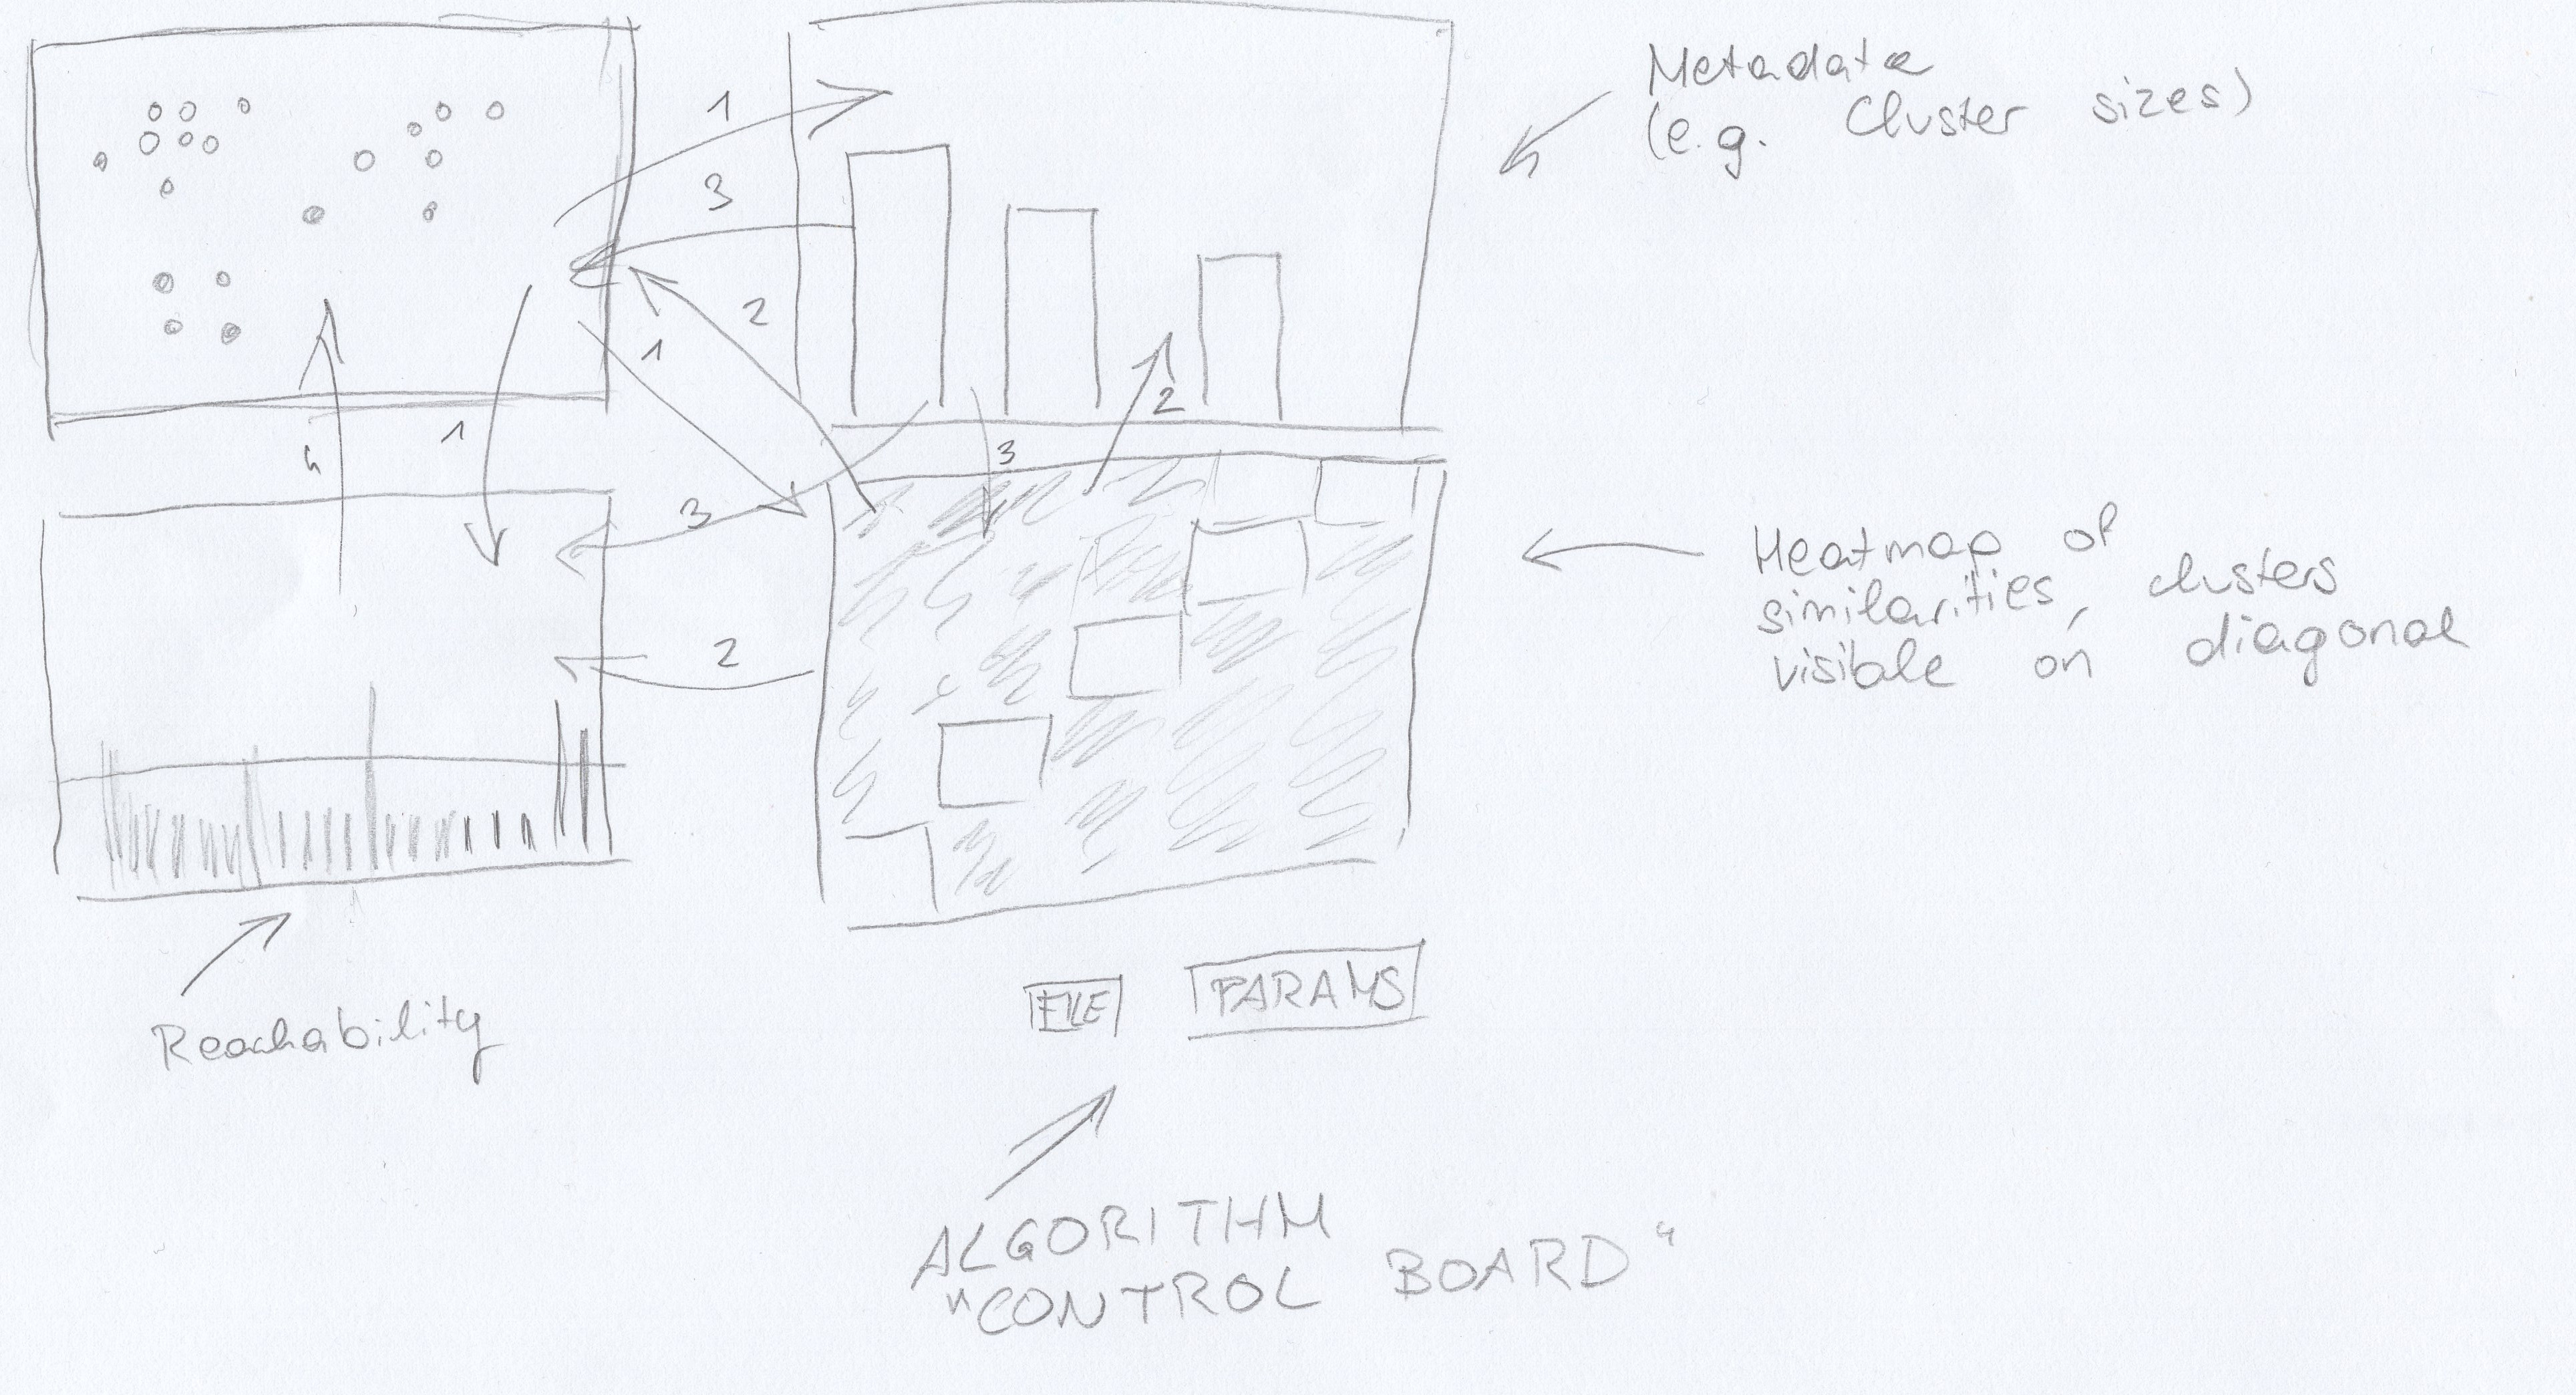 1
Metadata
(e.g. Cluster sizes)
3
2
1
2
4
1
3
3
Heatmap of
similarities, clusters
visible on diagonal
2
FILE
PARAMS
Reachability
ALGORITHM
"CONTROL BOARD"